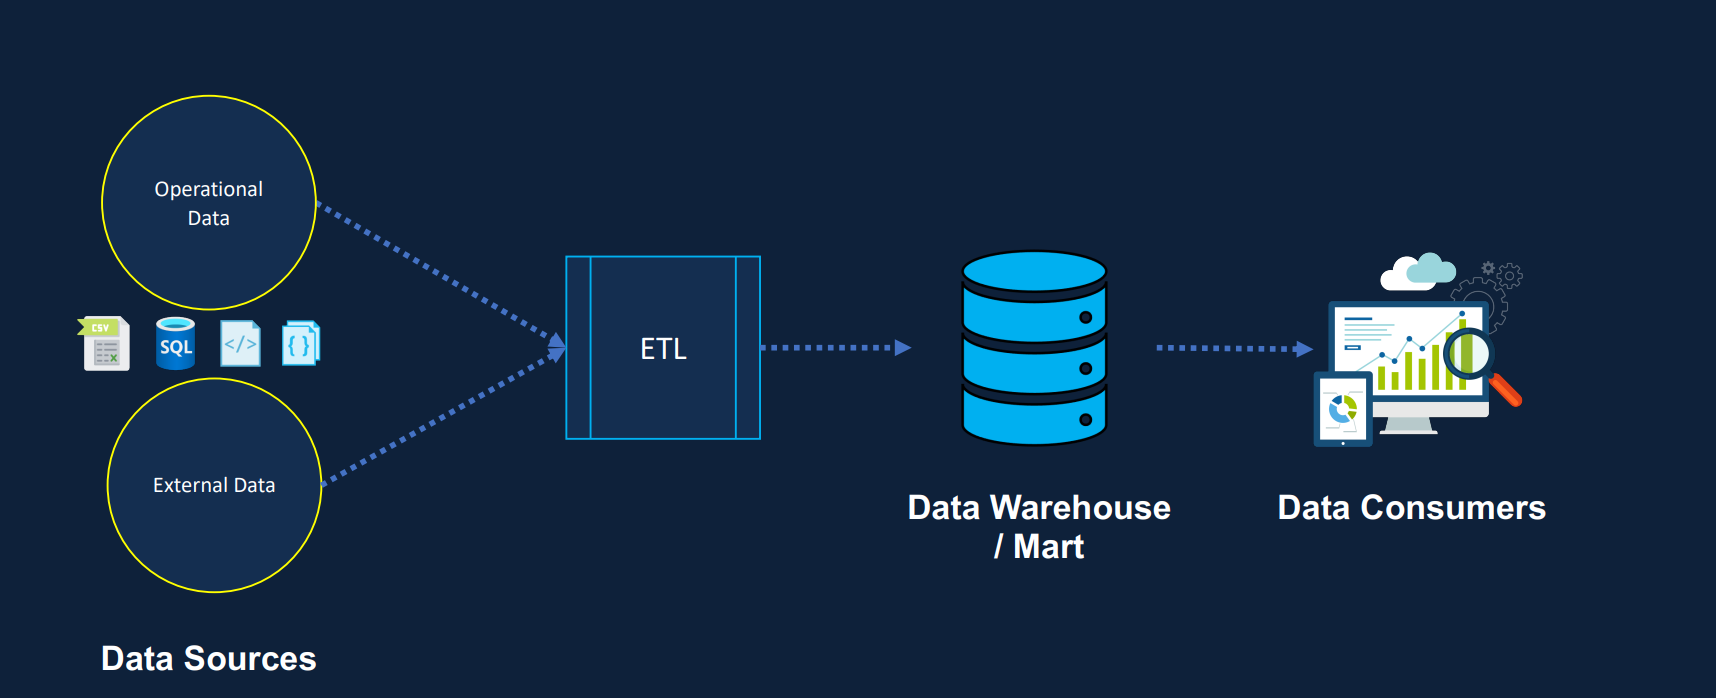 Operational
Data
CSV
SQL
</>
{ }
External Data
Data Sources
ETL
Data Warehouse
/ Mart
Data Consumers